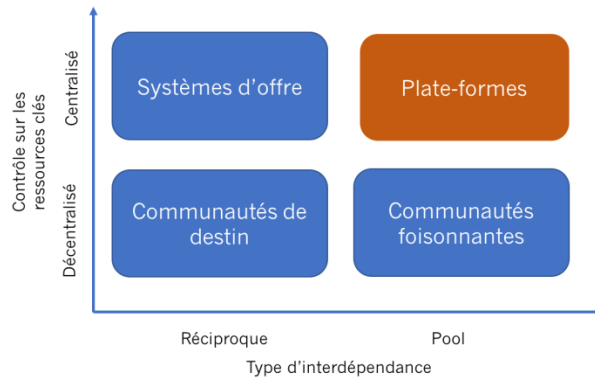 Contrôle sur les
ressources clés
Centralisé
Décentralisé
Systèmes d’offre
Plate-formes
Communautés de
destin
Communautés
foisonnantes
Réciproque
Pool
Type d’interdépendance